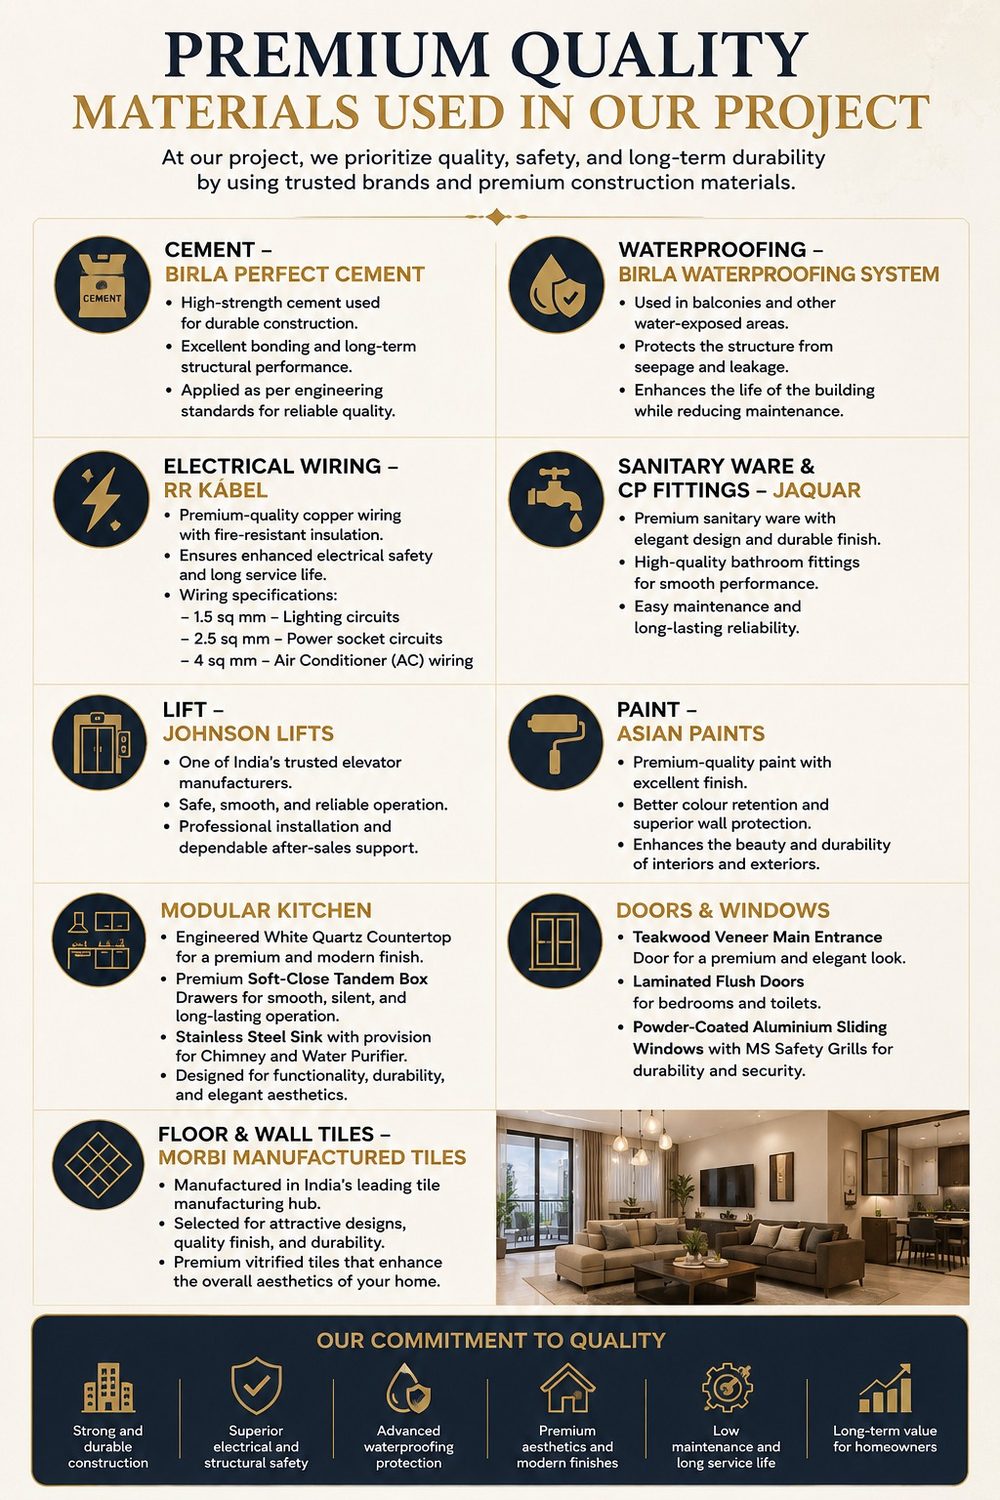 PREMIUM QUALITY
MATERIALS USED IN OUR PROJECT
At our project, we prioritize quality, safety, and long-term durability
by using trusted brands and premium construction materials.
CEMENT –
BIRLA PERFECT CEMENT
CEMENT
• High-strength cement used
for durable construction.
• Excellent bonding and long-term
structural performance.
• Applied as per engineering
standards for reliable quality.
WATERPROOFING –
BIRLA WATERPROOFING SYSTEM
• Used in balconies and other
water-exposed areas.
• Protects the structure from
seepage and leakage.
• Enhances the life of the building
while reducing maintenance.
ELECTRICAL WIRING –
RR KÁBEL
• Premium-quality copper wiring
with fire-resistant insulation.
• Ensures enhanced electrical safety
and long service life.
• Wiring specifications:
– 1.5 sq mm – Lighting circuits
– 2.5 sq mm – Power socket circuits
– 4 sq mm – Air Conditioner (AC) wiring
SANITARY WARE &
CP FITTINGS – JAQUAR
• Premium sanitary ware with
elegant design and durable finish.
• High-quality bathroom fittings
for smooth performance.
• Easy maintenance and
long-lasting reliability.
LIFT –
JOHNSON LIFTS
• One of India's trusted elevator
manufacturers.
• Safe, smooth, and reliable operation.
• Professional installation and
dependable after-sales support.
PAINT –
ASIAN PAINTS
• Premium-quality paint with
excellent finish.
• Better colour retention and
superior wall protection.
• Enhances the beauty and durability
of interiors and exteriors.
MODULAR KITCHEN
• Engineered White Quartz Countertop
for a premium and modern finish.
• Premium Soft-Close Tandem Box
Drawers for smooth, silent, and
long-lasting operation.
• Stainless Steel Sink with provision
for Chimney and Water Purifier.
• Designed for functionality, durability,
and elegant aesthetics.
DOORS & WINDOWS
• Teakwood Veneer Main Entrance
Door for a premium and elegant look.
• Laminated Flush Doors
for bedrooms and toilets.
• Powder-Coated Aluminium Sliding
Windows with MS Safety Grills for
durability and security.
FLOOR & WALL TILES –
MORBI MANUFACTURED TILES
• Manufactured in India's leading tile
manufacturing hub.
• Selected for attractive designs,
quality finish, and durability.
• Premium vitrified tiles that enhance
the overall aesthetics of your home.
OUR COMMITMENT TO QUALITY
Strong and
durable
construction
Superior
electrical and
structural safety
Advanced
waterproofing
protection
Premium
aesthetics and
modern finishes
Low
maintenance and
long service life
Long-term value
for homeowners